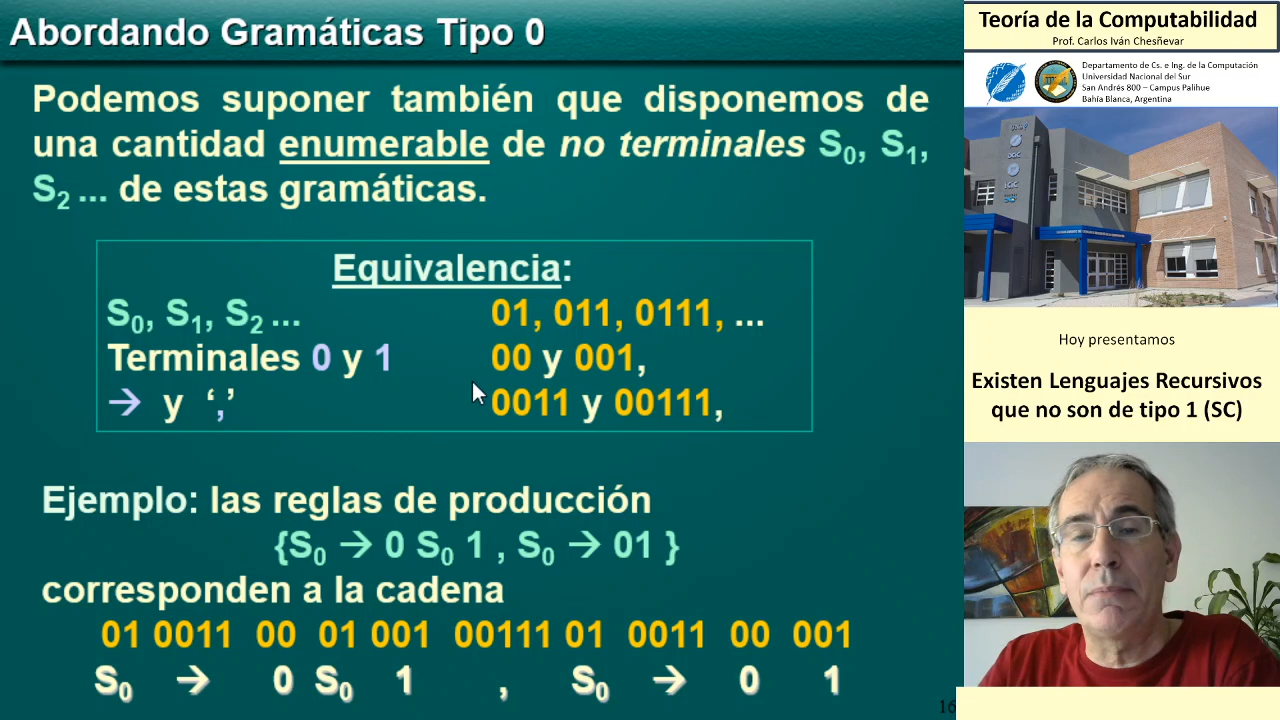 Abordando Gramáticas Tipo 0
Podemos suponer también que disponemos de
una cantidad enumerable de no terminales S0, S1,
S2 ... de estas gramáticas.
Equivalencia:
S0, S1, S2 ... 01, 011, 0111, ...
Terminales 0 y 1 00 y 001,
→ y ‘,’ 0011 y 00111,
Ejemplo: las reglas de producción
{S0 → 0 S0 1 , S0 → 01 }
corresponden a la cadena
01 0011 00 01 001 00111 01 0011 00 001
S0 → 0 S0 1 , S0 → 0 1
16
Teoría de la Computabilidad
Prof. Carlos Iván Chesñevar
Departamento de Cs. e Ing. de la Computación
Universidad Nacional del Sur
San Andrés 800 – Campus Palihue
Bahía Blanca, Argentina
Hoy presentamos
Existen Lenguajes Recursivos
que no son de tipo 1 (SC)